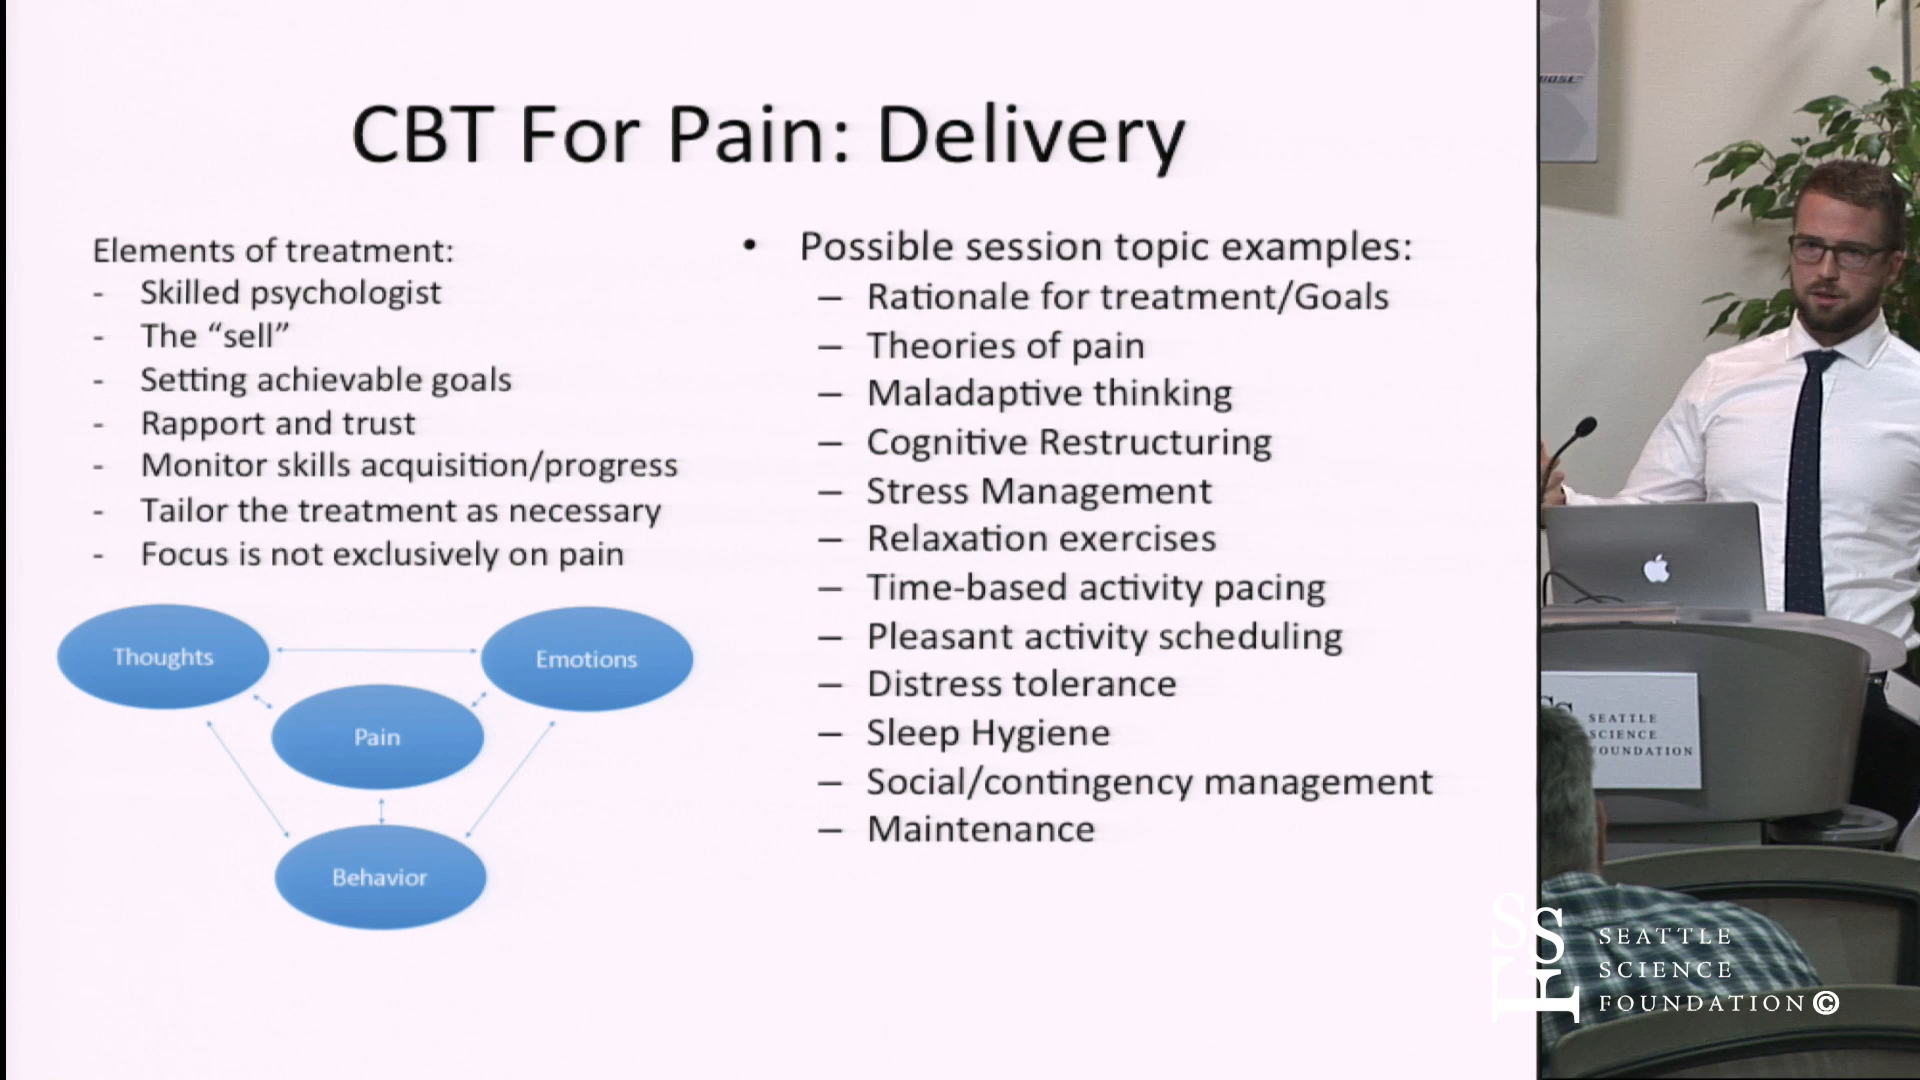 CBT For Pain: Delivery
Elements of treatment:
- Skilled psychologist
- The “sell”
- Setting achievable goals
- Rapport and trust
- Monitor skills acquisition/progress
- Tailor the treatment as necessary
- Focus is not exclusively on pain
Thoughts
Emotions
Pain
Behavior
• Possible session topic examples:
– Rationale for treatment/Goals
– Theories of pain
– Maladaptive thinking
– Cognitive Restructuring
– Stress Management
– Relaxation exercises
– Time-based activity pacing
– Pleasant activity scheduling
– Distress tolerance
– Sleep Hygiene
– Social/contingency management
– Maintenance
SEATTLE
SCIENCE
FOUNDATION
SSF
SEATTLE
SCIENCE
FOUNDATION©